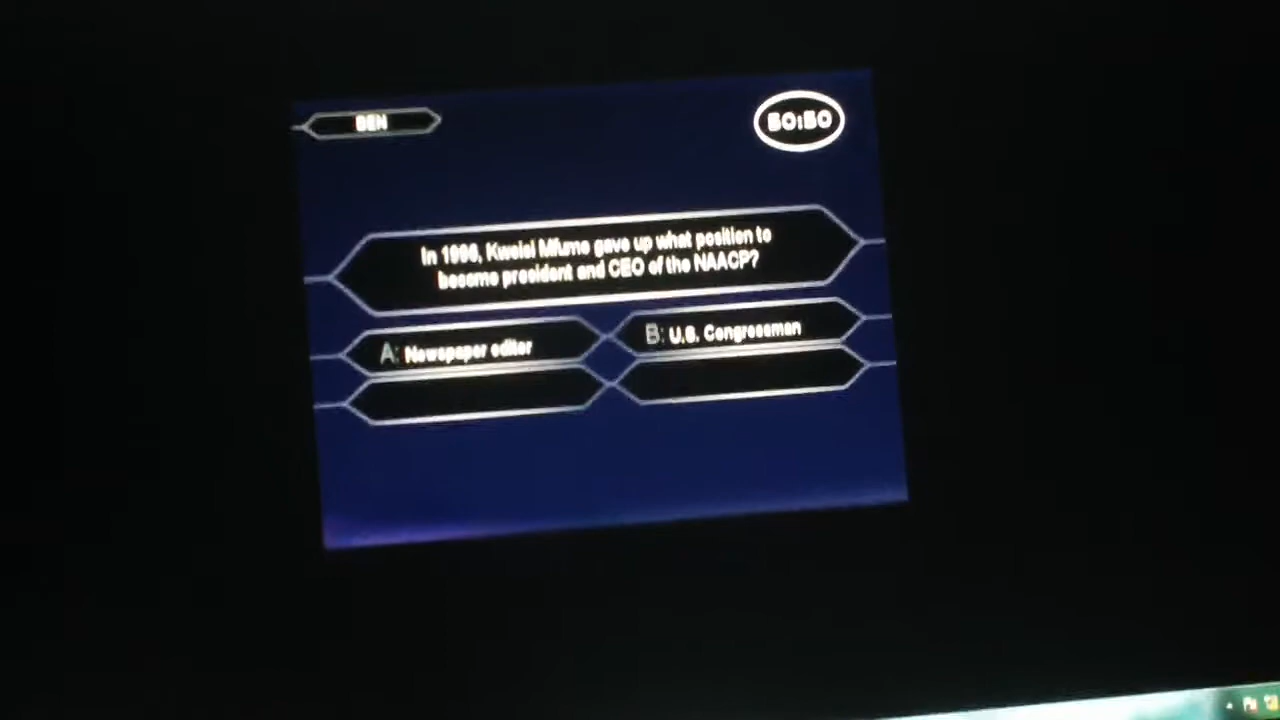 BEN
50:50
In 1996, Kweisi Mfume gave up what position to
become president and CEO of the NAACP?
A: Newspaper editor
B: U.S. Congressman